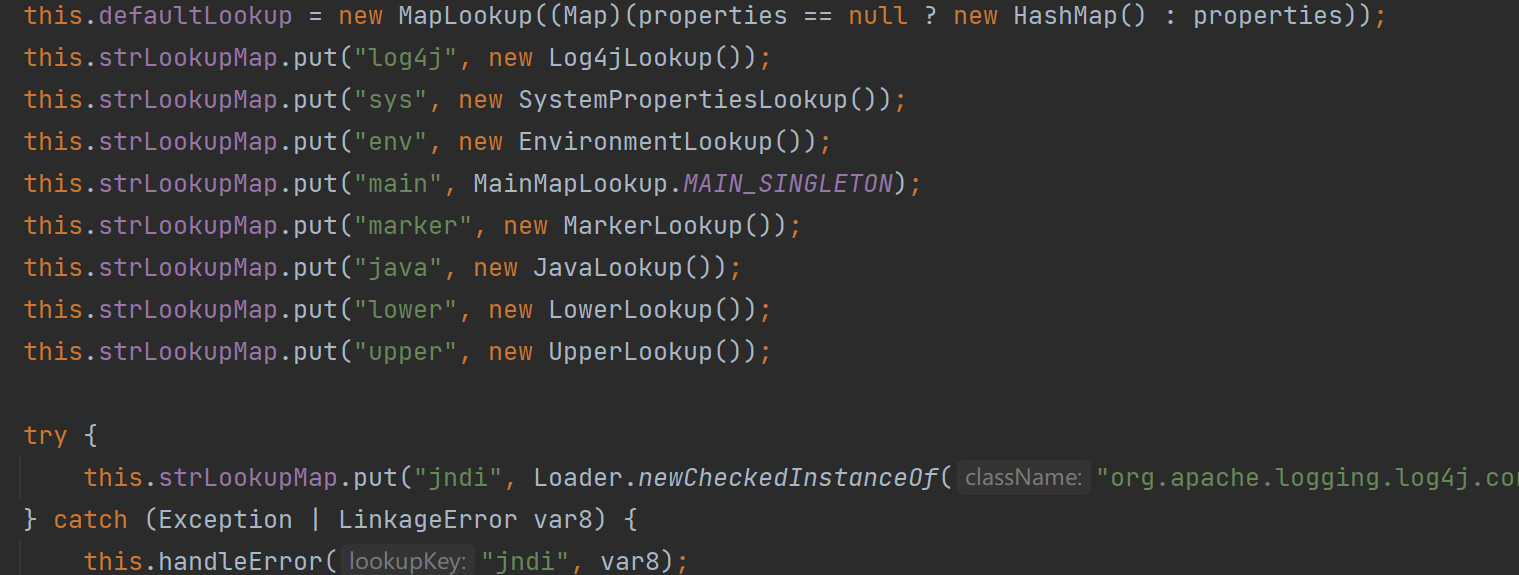 this.defaultLookup = new MapLookup((Map)(properties == null ? new HashMap() : properties));
this.strLookupMap.put("log4j", new Log4jLookup());
this.strLookupMap.put("sys", new SystemPropertiesLookup());
this.strLookupMap.put("env", new EnvironmentLookup());
this.strLookupMap.put("main", MainMapLookup.MAIN_SINGLETON);
this.strLookupMap.put("marker", new MarkerLookup());
this.strLookupMap.put("java", new JavaLookup());
this.strLookupMap.put("lower", new LowerLookup());
this.strLookupMap.put("upper", new UpperLookup());
try {
this.strLookupMap.put("jndi", Loader.newCheckedInstanceOf( className: "org.apache.logging.log4j.cor
} catch (Exception | LinkageError var8) {
this.handleError( lookupKey: "jndi", var8);